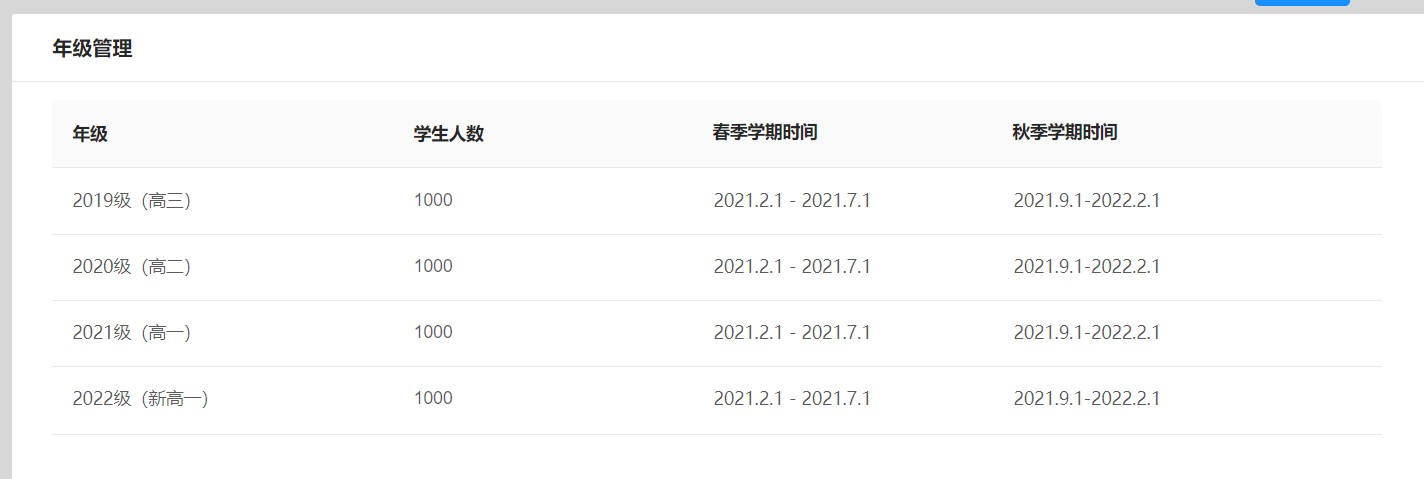 年级管理
年级 学生人数 春季学期时间 秋季学期时间
2019级（高三） 1000 2021.2.1 - 2021.7.1 2021.9.1-2022.2.1
2020级（高二） 1000 2021.2.1 - 2021.7.1 2021.9.1-2022.2.1
2021级（高一） 1000 2021.2.1 - 2021.7.1 2021.9.1-2022.2.1
2022级（新高一） 1000 2021.2.1 - 2021.7.1 2021.9.1-2022.2.1